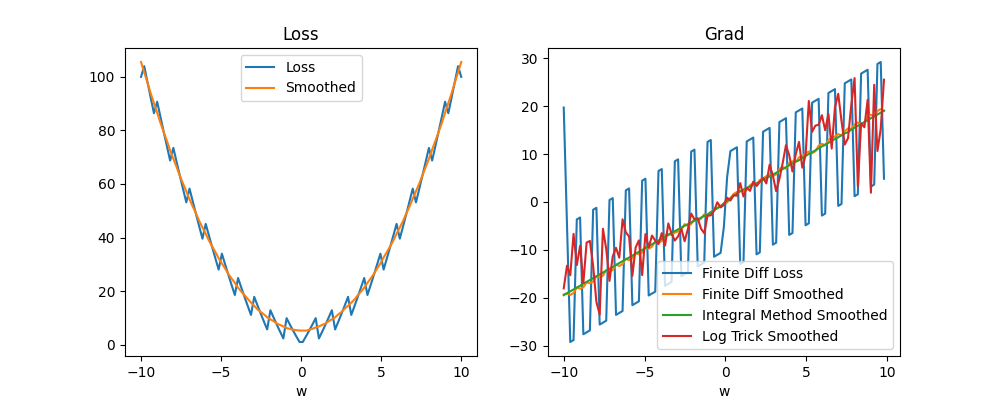 Loss
Loss
Smoothed
100
80
60
40
20
0
−10
−5
0
5
10
w
Grad
30
20
10
0
−10
−20
−30
Finite Diff Loss
Finite Diff Smoothed
Integral Method Smoothed
Log Trick Smoothed
−10
−5
0
5
10
w